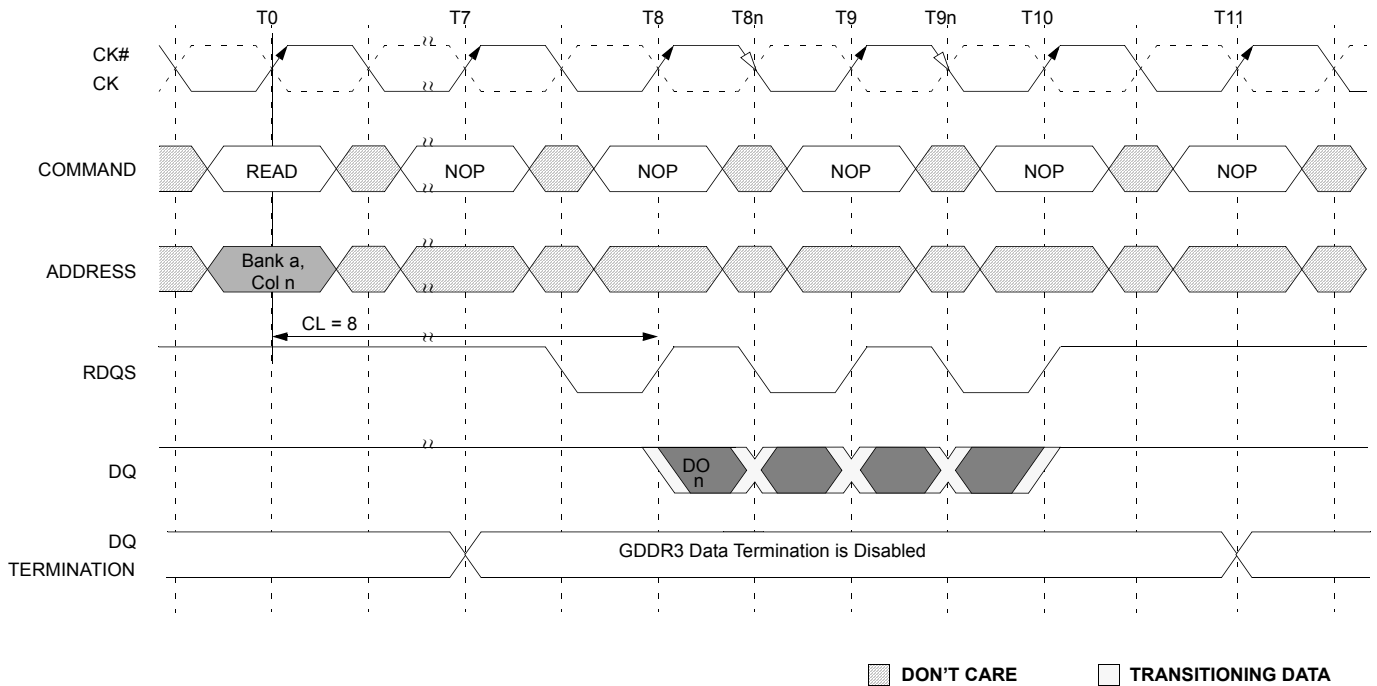 T0 T7 T8 T8n T9 T9n T10 T11
CK#
CK
COMMAND READ NOP NOP NOP NOP NOP
ADDRESS Bank a,
Col n
CL = 8
RDQS
DQ DO
n
DQ
TERMINATION
GDDR3 Data Termination is Disabled
DON'T CARE TRANSITIONING DATA